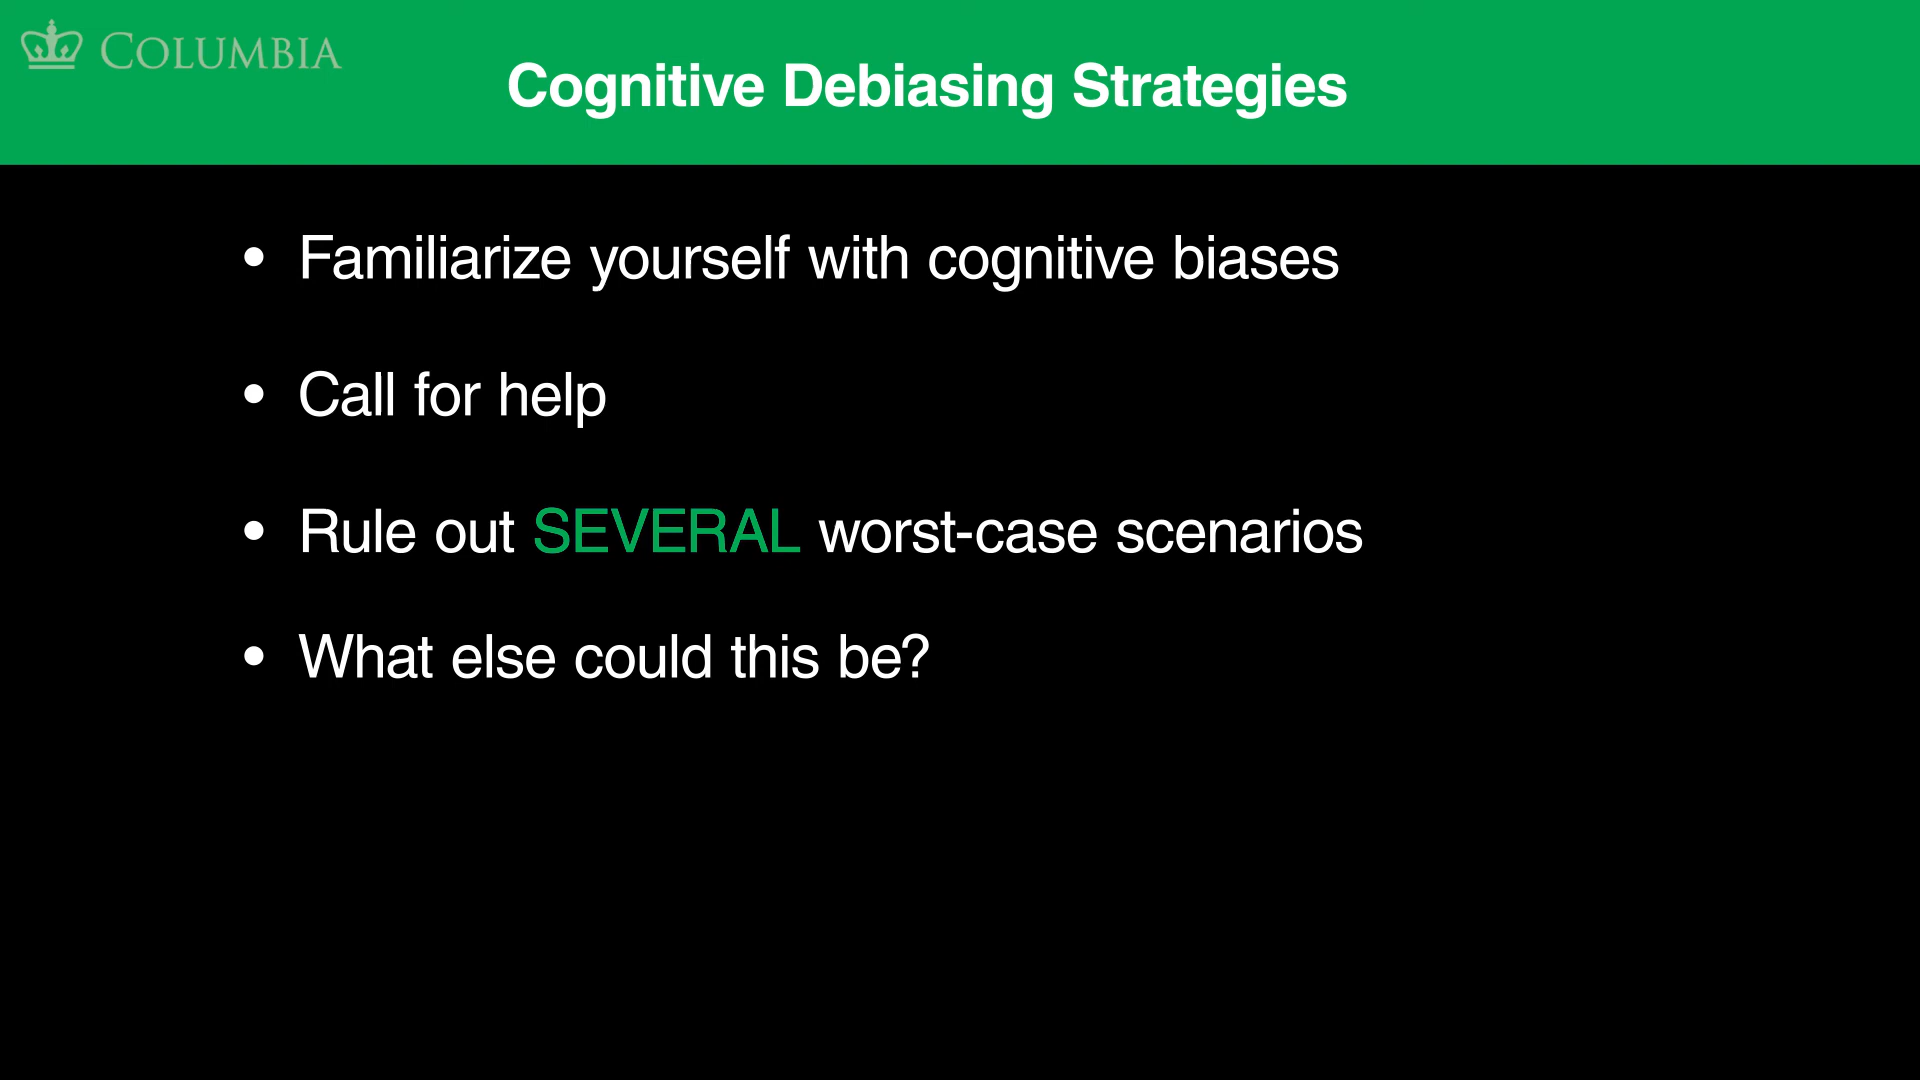 COLUMBIA
Cognitive Debiasing Strategies
• Familiarize yourself with cognitive biases
• Call for help
• Rule out SEVERAL worst-case scenarios
• What else could this be?